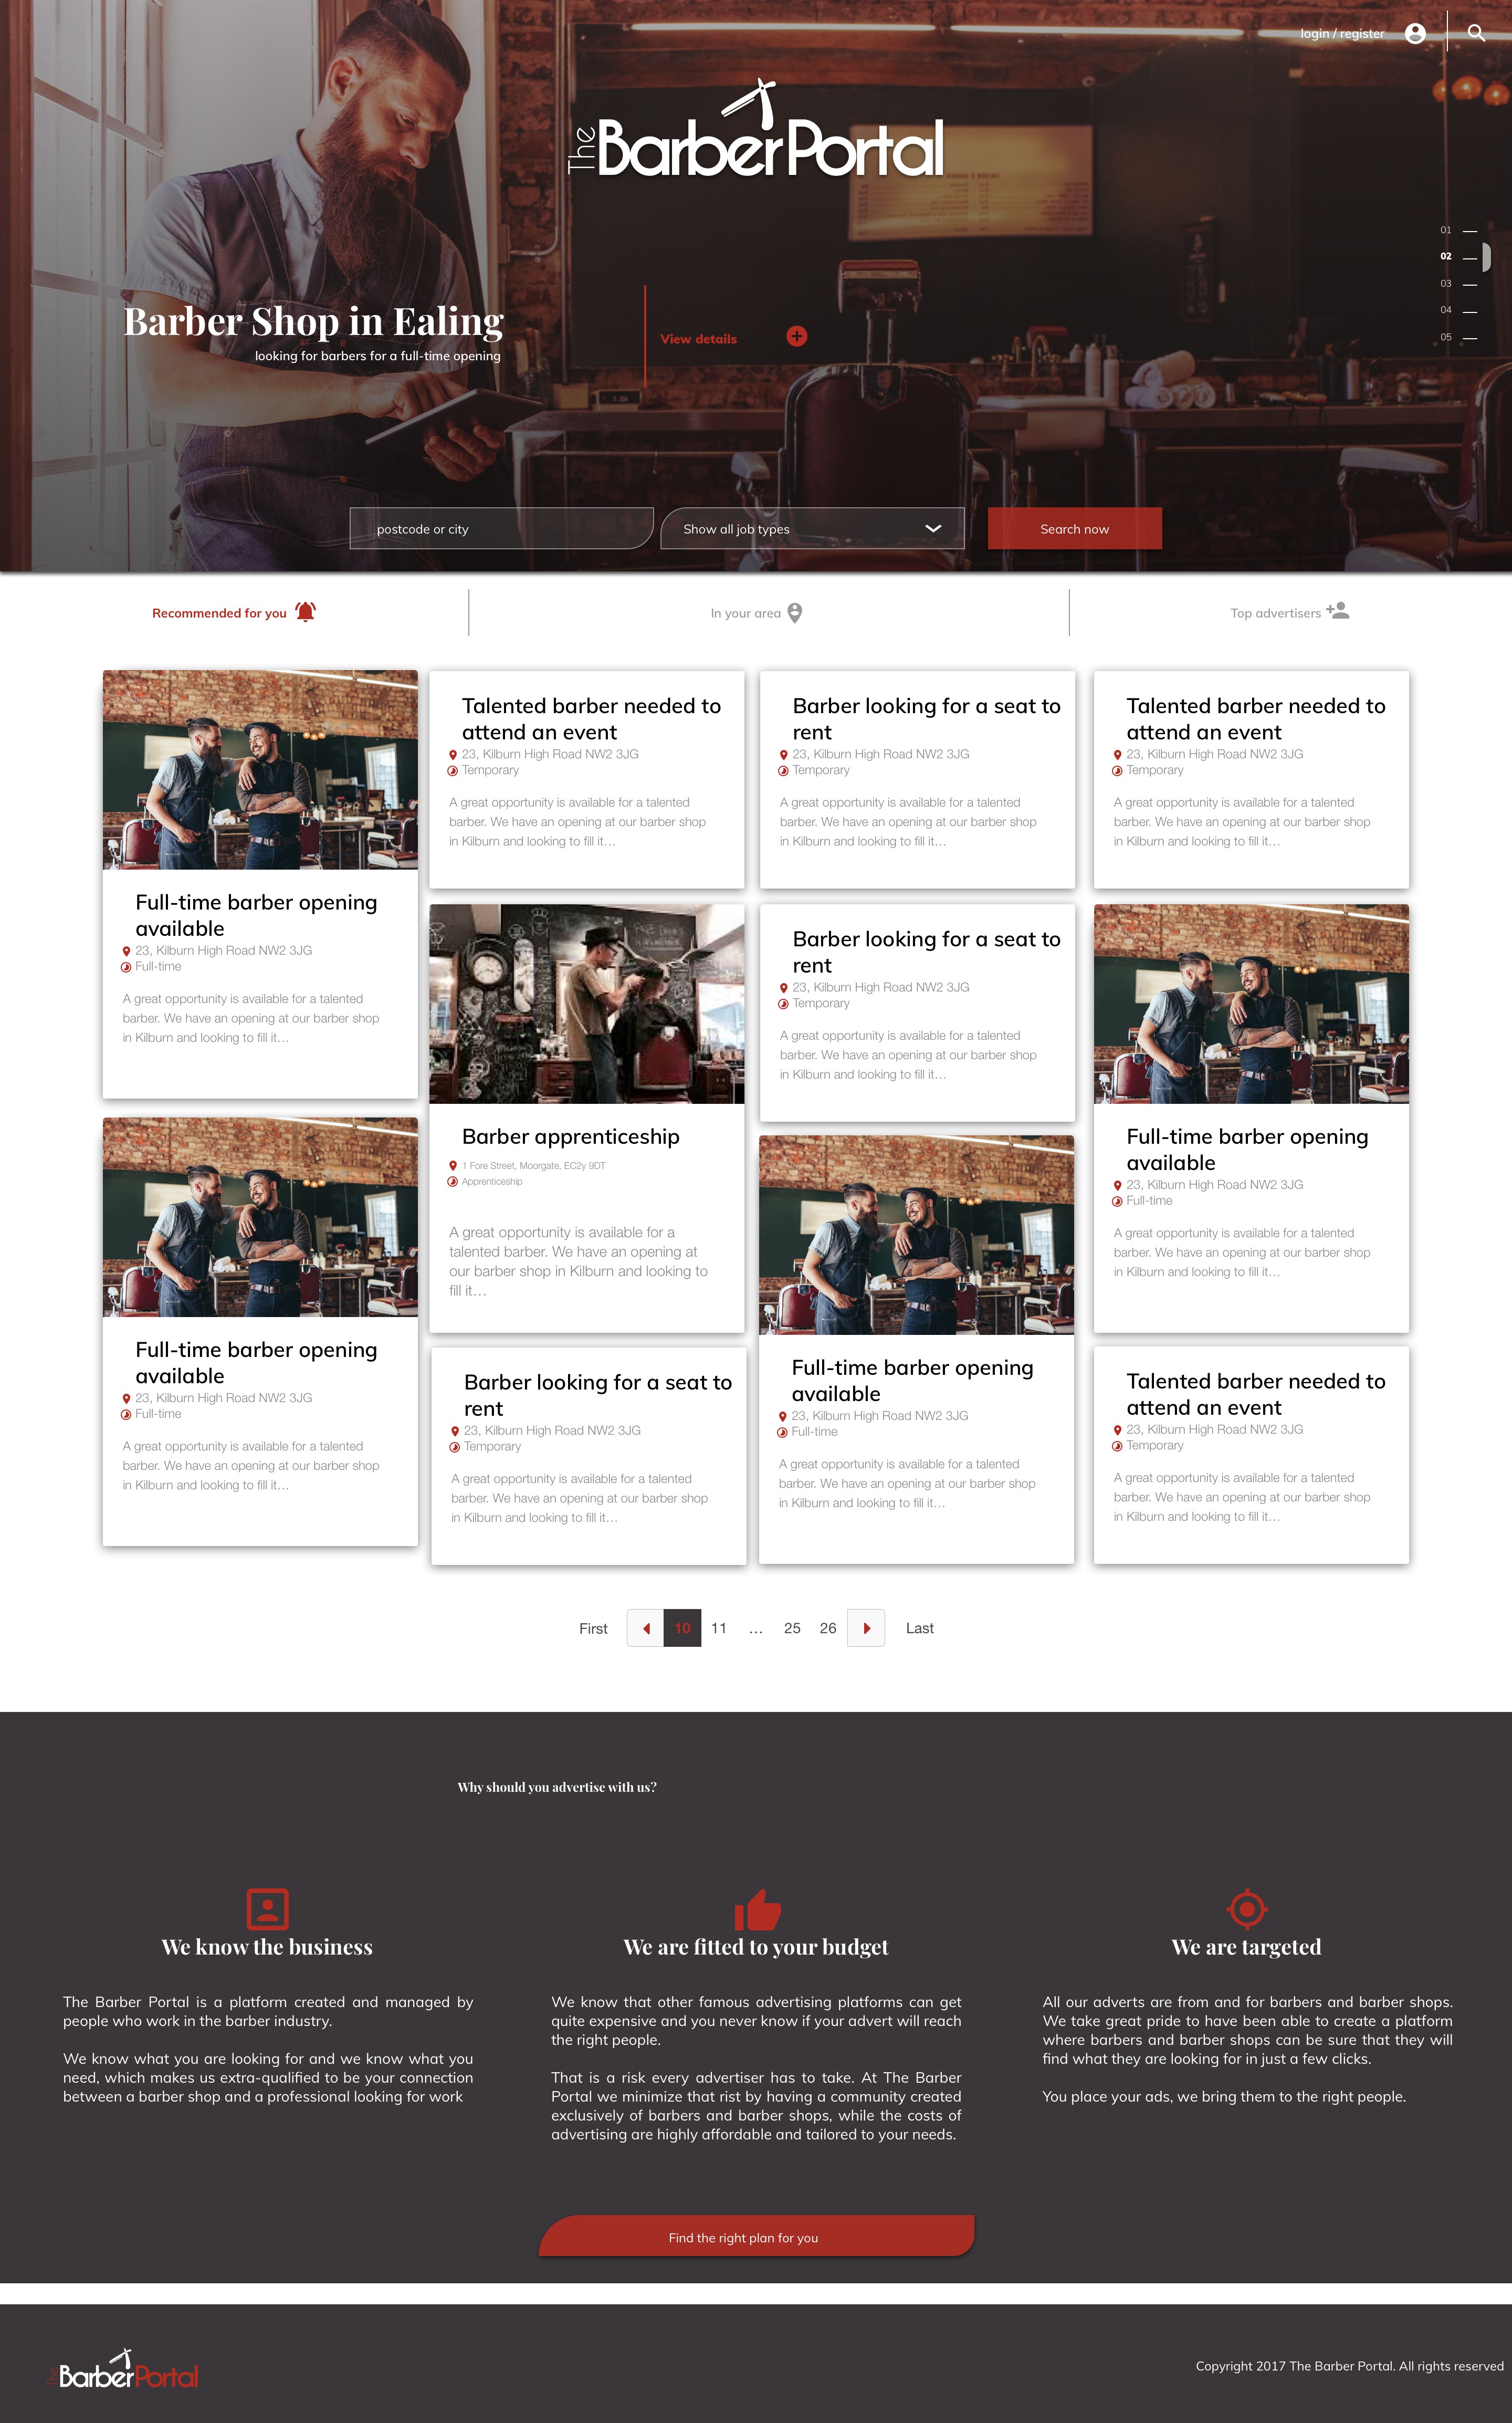 login / register
The Barber Portal
01
02
03
04
05
Barber Shop in Ealing
looking for barbers for a full-time opening
View details
postcode or city
Show all job types
Search now
Recommended for you
In your area
Top advertisers
Full-time barber opening
available
23, Kilburn High Road NW2 3JG
Full-time
A great opportunity is available for a talented
barber. We have an opening at our barber shop
in Kilburn and looking to fill it…
Full-time barber opening
available
23, Kilburn High Road NW2 3JG
Full-time
A great opportunity is available for a talented
barber. We have an opening at our barber shop
in Kilburn and looking to fill it…
Talented barber needed to
attend an event
23, Kilburn High Road NW2 3JG
Temporary
A great opportunity is available for a talented
barber. We have an opening at our barber shop
in Kilburn and looking to fill it…
Barber apprenticeship
1 Fore Street, Moorgate, EC2y 9DT
Apprenticeship
A great opportunity is available for a
talented barber. We have an opening at
our barber shop in Kilburn and looking to
fill it…
Barber looking for a seat to
rent
23, Kilburn High Road NW2 3JG
Temporary
A great opportunity is available for a talented
barber. We have an opening at our barber shop
in Kilburn and looking to fill it…
Barber looking for a seat to
rent
23, Kilburn High Road NW2 3JG
Temporary
A great opportunity is available for a talented
barber. We have an opening at our barber shop
in Kilburn and looking to fill it…
Barber looking for a seat to
rent
23, Kilburn High Road NW2 3JG
Temporary
A great opportunity is available for a talented
barber. We have an opening at our barber shop
in Kilburn and looking to fill it…
Full-time barber opening
available
23, Kilburn High Road NW2 3JG
Full-time
A great opportunity is available for a talented
barber. We have an opening at our barber shop
in Kilburn and looking to fill it…
Talented barber needed to
attend an event
23, Kilburn High Road NW2 3JG
Temporary
A great opportunity is available for a talented
barber. We have an opening at our barber shop
in Kilburn and looking to fill it…
Full-time barber opening
available
23, Kilburn High Road NW2 3JG
Full-time
A great opportunity is available for a talented
barber. We have an opening at our barber shop
in Kilburn and looking to fill it…
Talented barber needed to
attend an event
23, Kilburn High Road NW2 3JG
Temporary
A great opportunity is available for a talented
barber. We have an opening at our barber shop
in Kilburn and looking to fill it…
First 10 11 … 25 26 Last
Why should you advertise with us?
We know the business
The Barber Portal is a platform created and managed by
people who work in the barber industry.
We know what you are looking for and we know what you
need, which makes us extra-qualified to be your connection
between a barber shop and a professional looking for work
We are fitted to your budget
We know that other famous advertising platforms can get
quite expensive and you never know if your advert will reach
the right people.
That is a risk every advertiser has to take. At The Barber
Portal we minimize that rist by having a community created
exclusively of barbers and barber shops, while the costs of
advertising are highly affordable and tailored to your needs.
We are targeted
All our adverts are from and for barbers and barber shops.
We take great pride to have been able to create a platform
where barbers and barber shops can be sure that they will
find what they are looking for in just a few clicks.
You place your ads, we bring them to the right people.
Find the right plan for you
The Barber Portal
Copyright 2017 The Barber Portal. All rights reserved